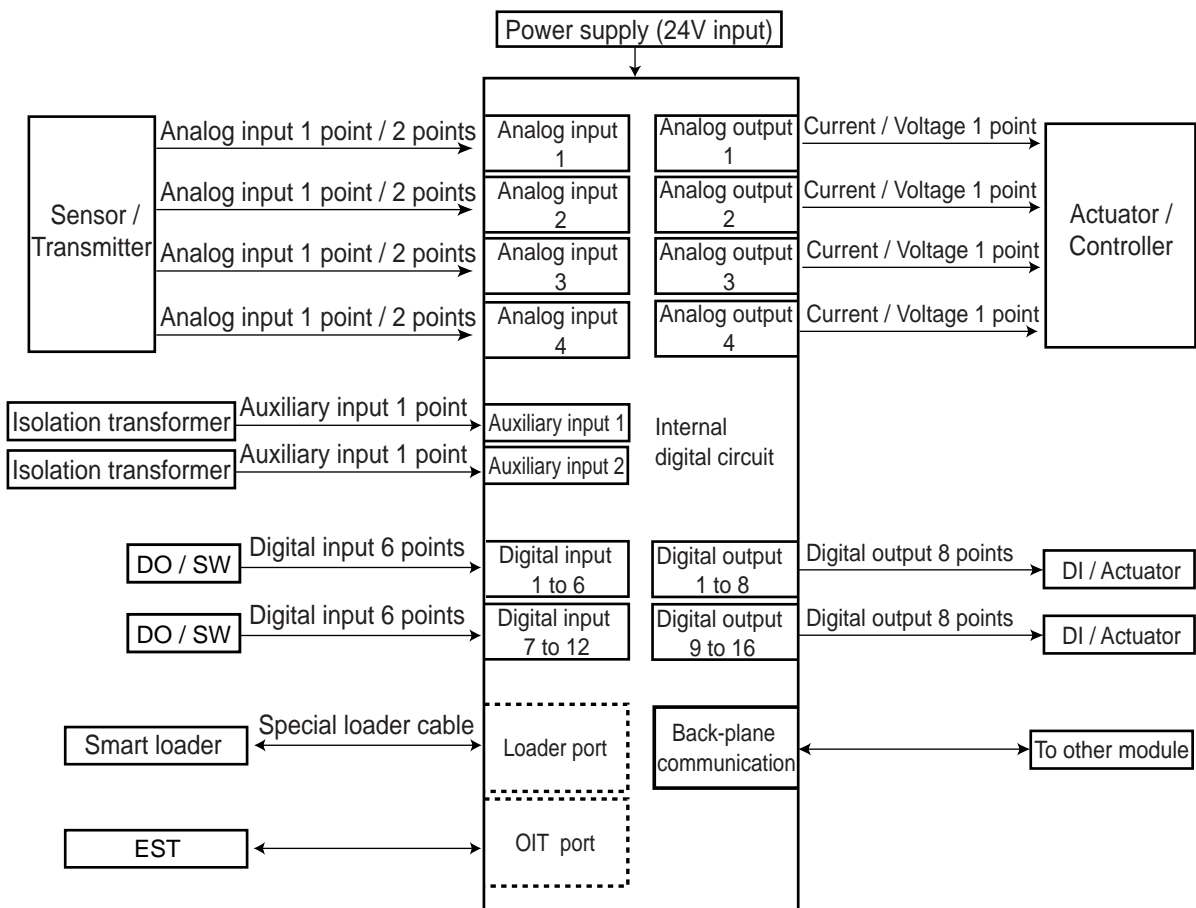 Power supply (24V input)
Sensor /
Transmitter
Analog input 1 point / 2 points
Analog input 1 point / 2 points
Analog input 1 point / 2 points
Analog input 1 point / 2 points
Analog input
1
Analog input
2
Analog input
3
Analog input
4
Analog output
1
Analog output
2
Analog output
3
Analog output
4
Current / Voltage 1 point
Current / Voltage 1 point
Current / Voltage 1 point
Current / Voltage 1 point
Actuator /
Controller
Isolation transformer
Auxiliary input 1 point
Auxiliary input 1
Isolation transformer
Auxiliary input 1 point
Auxiliary input 2
Internal
digital circuit
DO / SW
Digital input 6 points
Digital input
1 to 6
Digital output
1 to 8
Digital output 8 points
DI / Actuator
DO / SW
Digital input 6 points
Digital input
7 to 12
Digital output
9 to 16
Digital output 8 points
DI / Actuator
Smart loader
Special loader cable
Loader port
Back-plane
communication
To other module
EST
OIT port